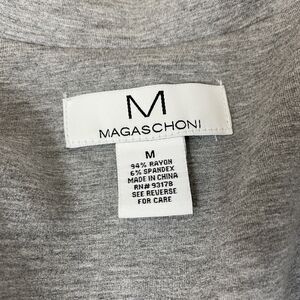 M
MAGASCHONI
M
94% RAYON
6% SPANDEX
MADE IN CHINA
RN# 93178
SEE REVERSE
FOR CARE